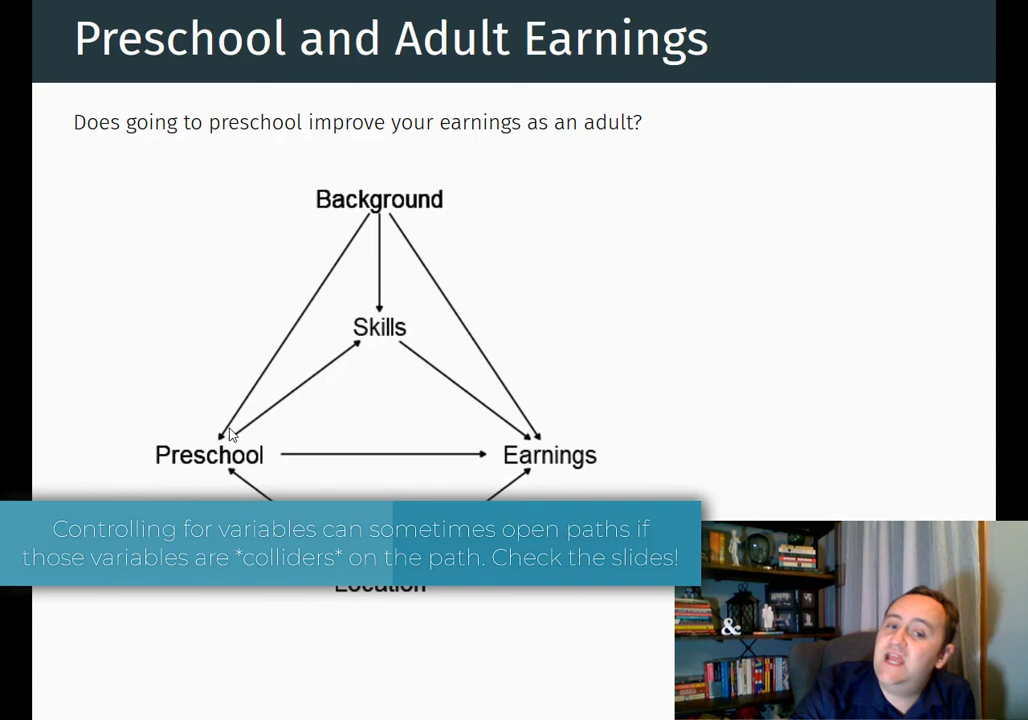 Preschool and Adult Earnings
Does going to preschool improve your earnings as an adult?
Background
Skills
Preschool
Earnings
Controlling for variables can sometimes open paths if
those variables are *colliders* on the path. Check the slides!
Location
&